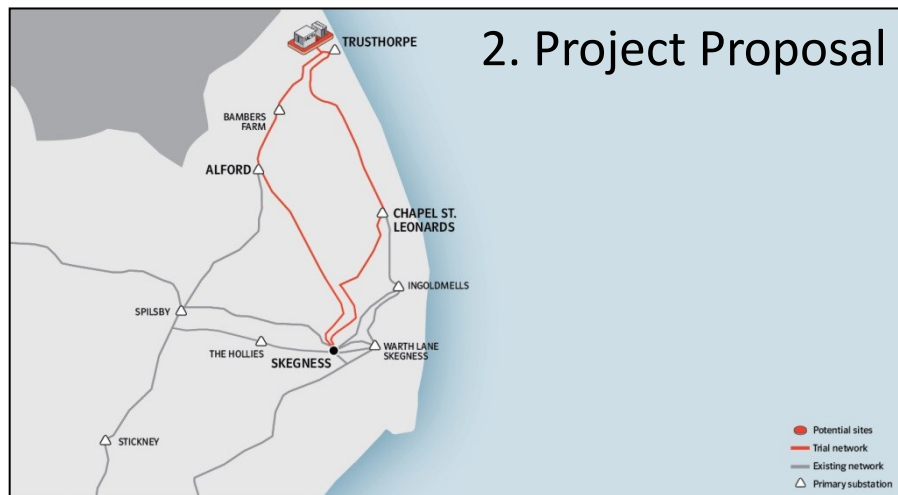 2. Project Proposal
TRUSTHORPE
BAMBERS
FARM
ALFORD
CHAPEL ST.
LEONARDS
INGOLDMELLS
SPILSBY
THE HOLLIES
WARTH LANE
SKEGNESS
SKEGNESS
STICKNEY
Potential sites
Trial network
Existing network
Primary substation